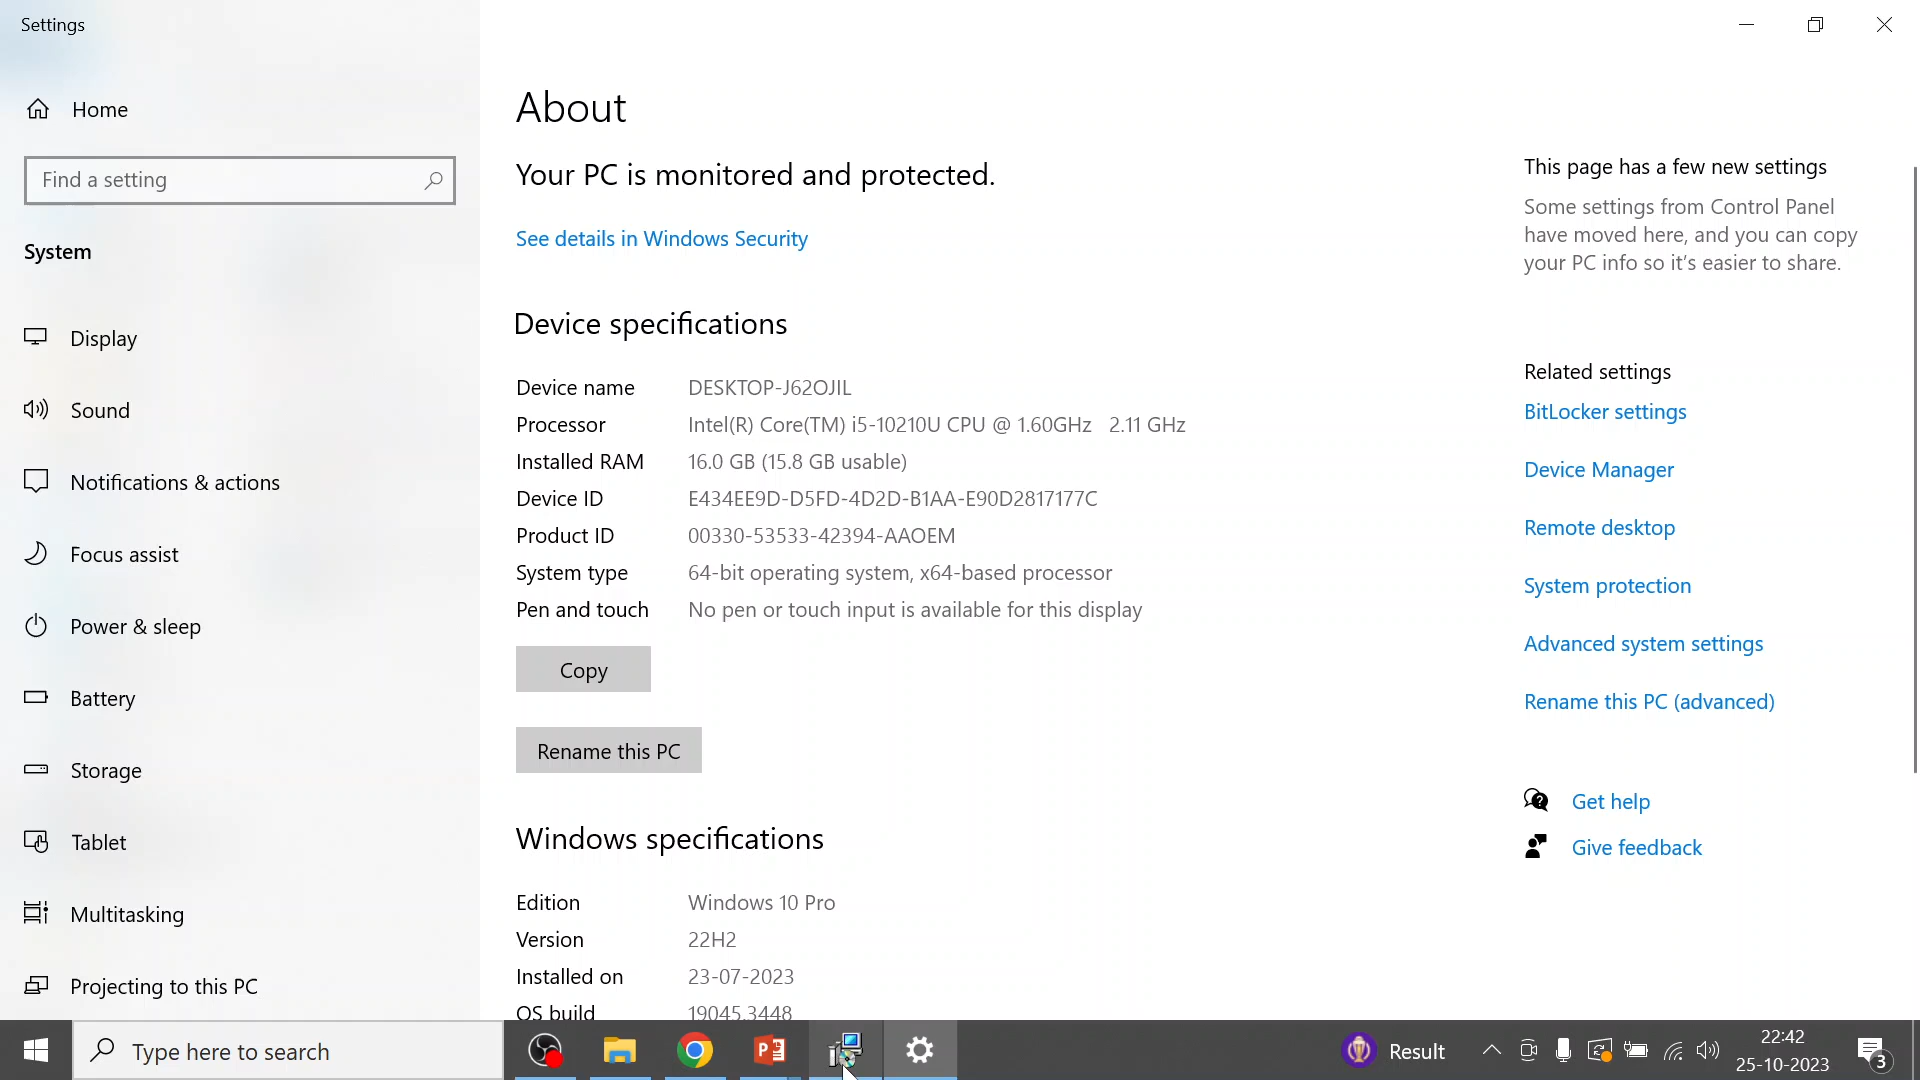 Settings
Home
Find a setting
System
Display
Sound
Notifications & actions
Focus assist
Power & sleep
Battery
Storage
Tablet
Multitasking
Projecting to this PC
About
Your PC is monitored and protected.
See details in Windows Security
Device specifications
Device name DESKTOP-J62OJIL
Processor Intel(R) Core(TM) i5-10210U CPU @ 1.60GHz 2.11 GHz
Installed RAM 16.0 GB (15.8 GB usable)
Device ID E434EE9D-D5FD-4D2D-B1AA-E90D2817177C
Product ID 00330-53533-42394-AAOEM
System type 64-bit operating system, x64-based processor
Pen and touch No pen or touch input is available for this display
Copy
Rename this PC
Windows specifications
Edition Windows 10 Pro
Version 22H2
Installed on 23-07-2023
OS build 19045.3448
This page has a few new settings
Some settings from Control Panel
have moved here, and you can copy
your PC info so it's easier to share.
Related settings
BitLocker settings
Device Manager
Remote desktop
System protection
Advanced system settings
Rename this PC (advanced)
Get help
Give feedback
Type here to search
Result
22:42
25-10-2023
3